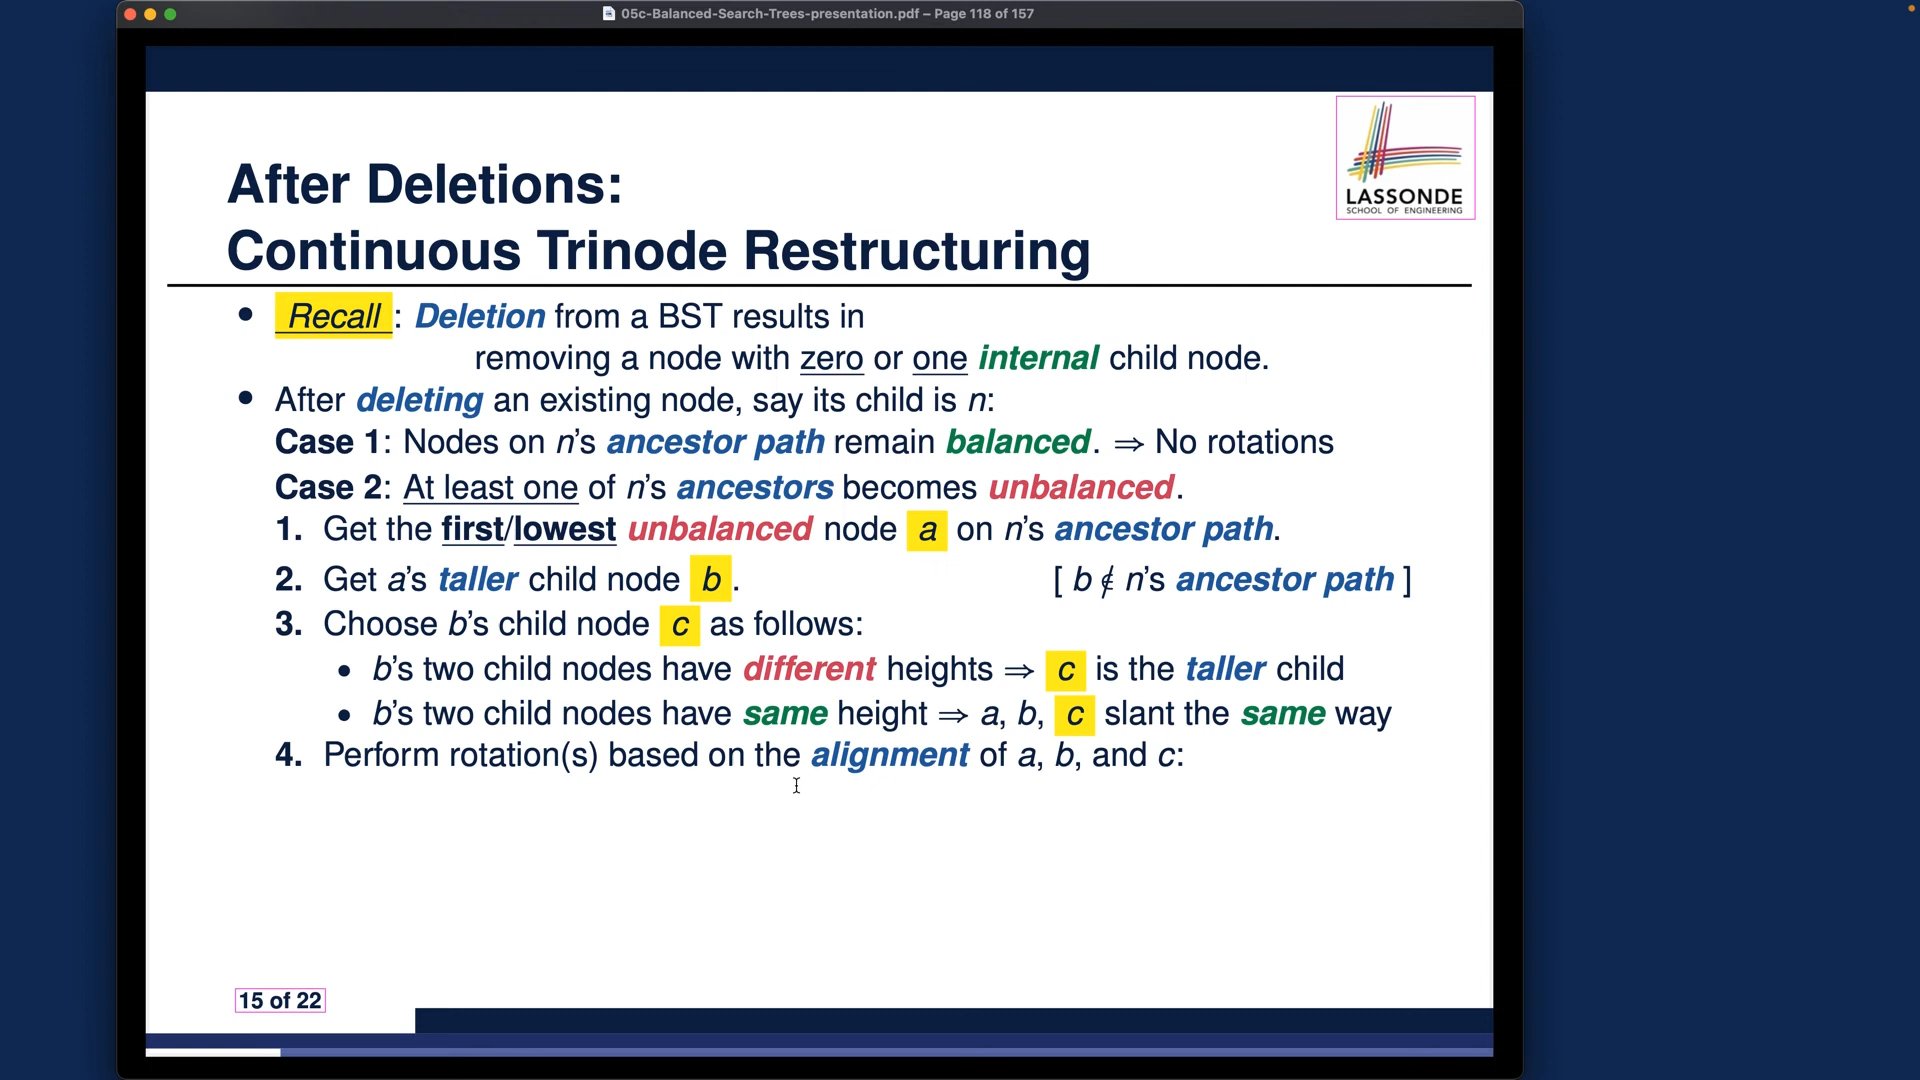 05c-Balanced-Search-Trees-presentation.pdf – Page 118 of 157
LASSONDE
SCHOOL OF ENGINEERING
After Deletions:
Continuous Trinode Restructuring
• Recall : Deletion from a BST results in
removing a node with zero or one internal child node.
• After deleting an existing node, say its child is n:
Case 1: Nodes on n's ancestor path remain balanced. ⇒ No rotations
Case 2: At least one of n's ancestors becomes unbalanced.
1. Get the first/lowest unbalanced node a on n's ancestor path.
2. Get a's taller child node b . [ b ∉ n's ancestor path ]
3. Choose b's child node c as follows:
• b's two child nodes have different heights ⇒ c is the taller child
• b's two child nodes have same height ⇒ a, b, c slant the same way
4. Perform rotation(s) based on the alignment of a, b, and c:
15 of 22